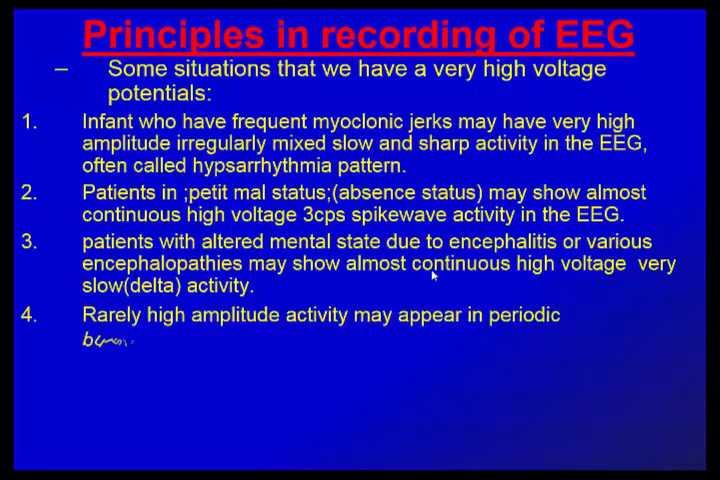 Principles in recording of EEG
– Some situations that we have a very high voltage
potentials:
1. Infant who have frequent myoclonic jerks may have very high
amplitude irregularly mixed slow and sharp activity in the EEG,
often called hypsarrhythmia pattern.
2. Patients in ;petit mal status;(absence status) may show almost
continuous high voltage 3cps spikewave activity in the EEG.
3. patients with altered mental state due to encephalitis or various
encephalopathies may show almost continuous high voltage very
slow(delta) activity.
4. Rarely high amplitude activity may appear in periodic